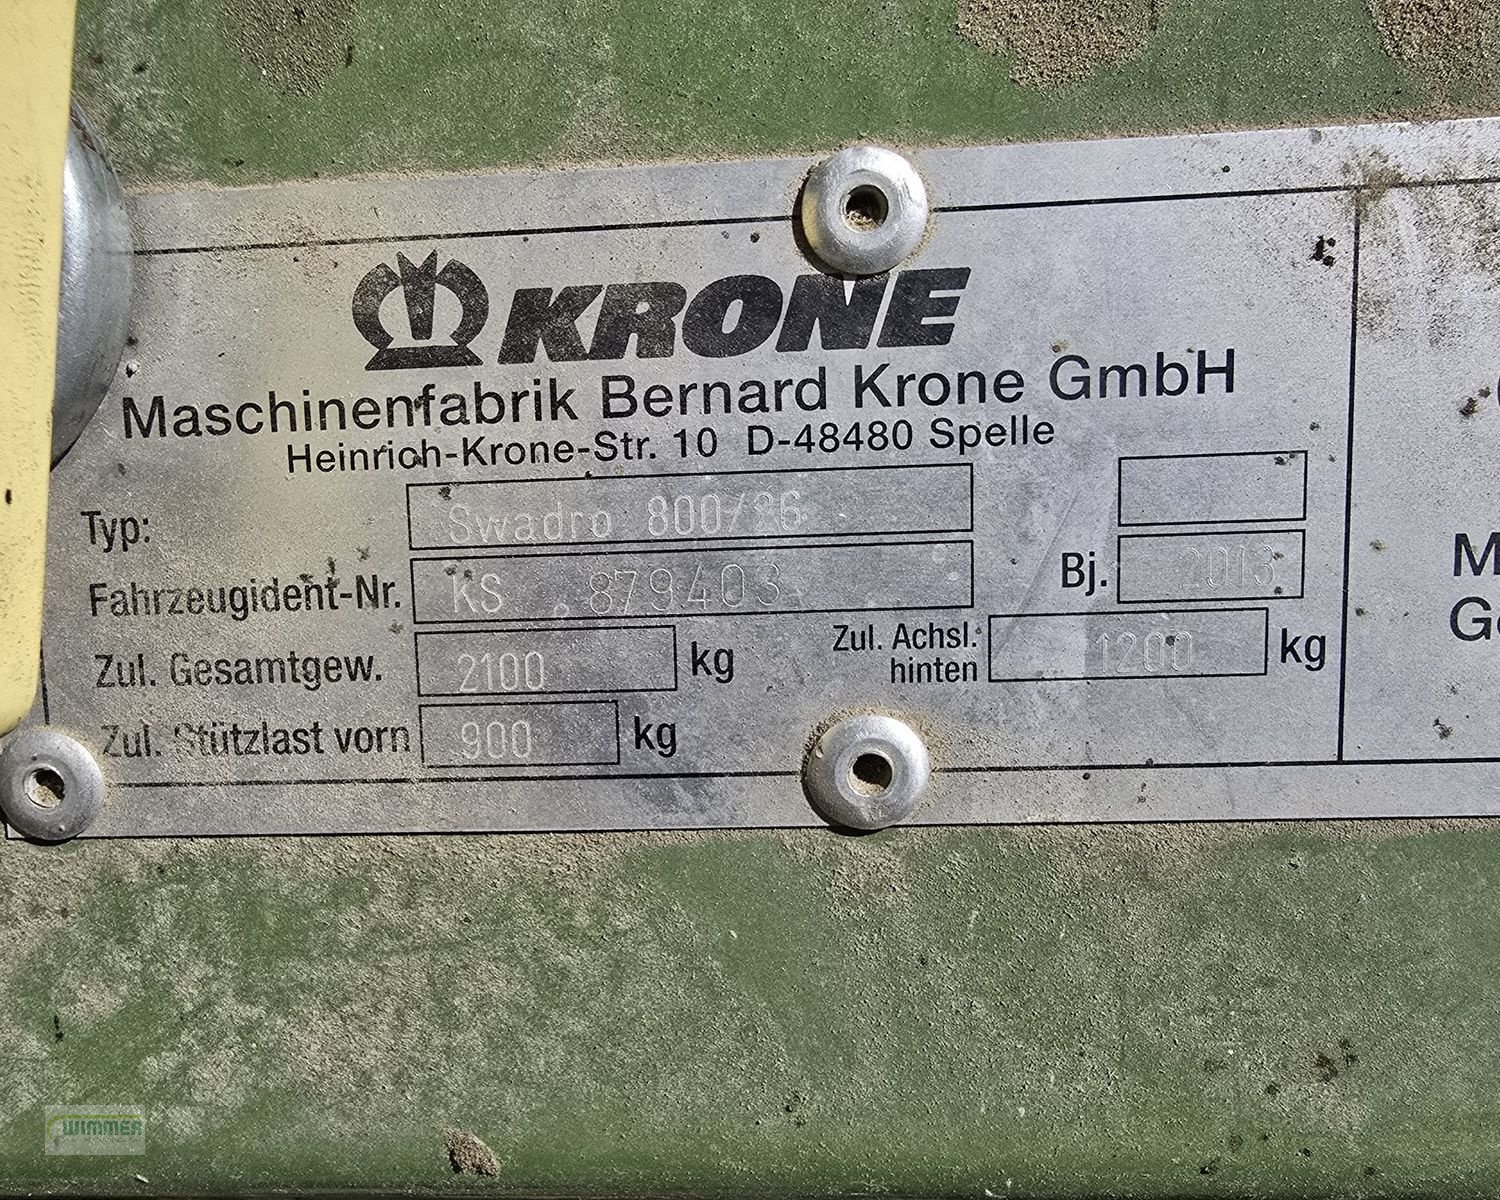 KRONE
Maschinenfabrik Bernard Krone GmbH
Heinrich-Krone-Str. 10 D-48480 Spelle
Typ: Swadro 800/26
Fahrzeugident-Nr. KS 879403 Bj. 2013
Zul. Gesamtgew. 2100 kg Zul. Achsl. hinten 1200 kg
Zul. Stützlast vorn 900 kg
WIMMER